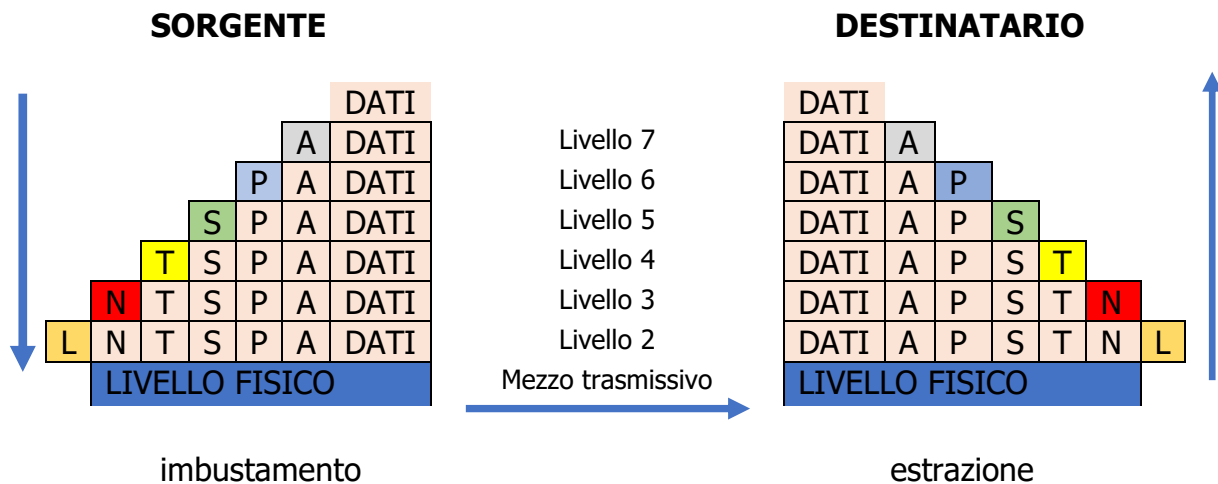 SORGENTE DESTINATARIO
DATI DATI
A DATI Livello 7 DATI A
P A DATI Livello 6 DATI A P
S P A DATI Livello 5 DATI A P S
T S P A DATI Livello 4 DATI A P S T
N T S P A DATI Livello 3 DATI A P S T N
L N T S P A DATI Livello 2 DATI A P S T N L
LIVELLO FISICO Mezzo trasmissivo LIVELLO FISICO
imbustamento estrazione